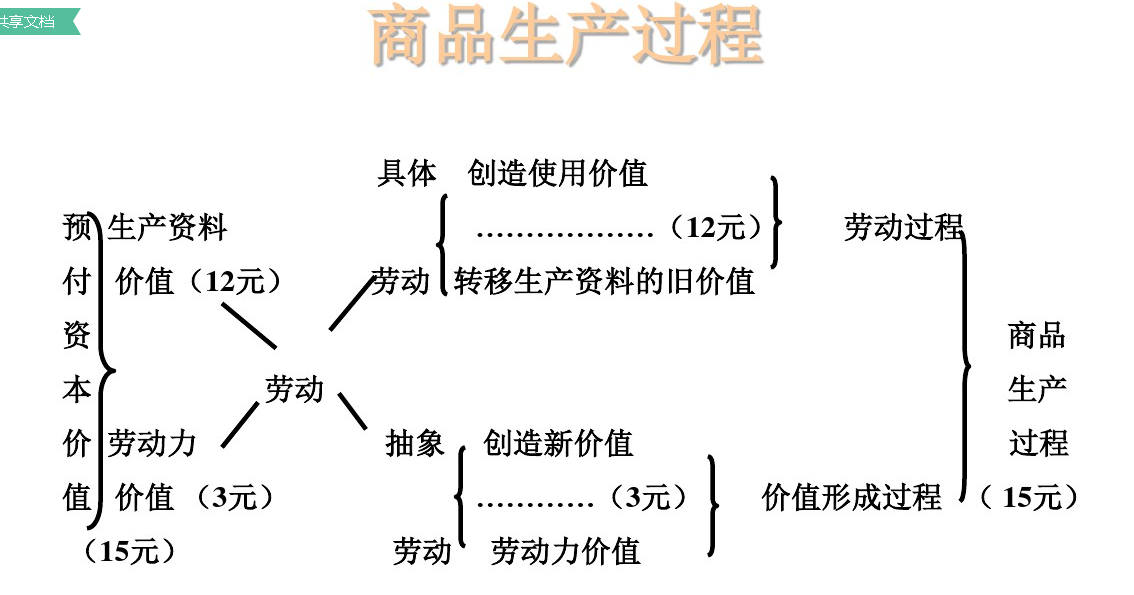 共享文档
商品生产过程
具体 创造使用价值
预 生产资料 ………………（12元） 劳动过程
付 价值（12元） 劳动 转移生产资料的旧价值
资 商品
本 劳动 生产
价 劳动力 抽象 创造新价值 过程
值 价值 （3元） …………（3元） 价值形成过程 （ 15元）
（15元） 劳动 劳动力价值